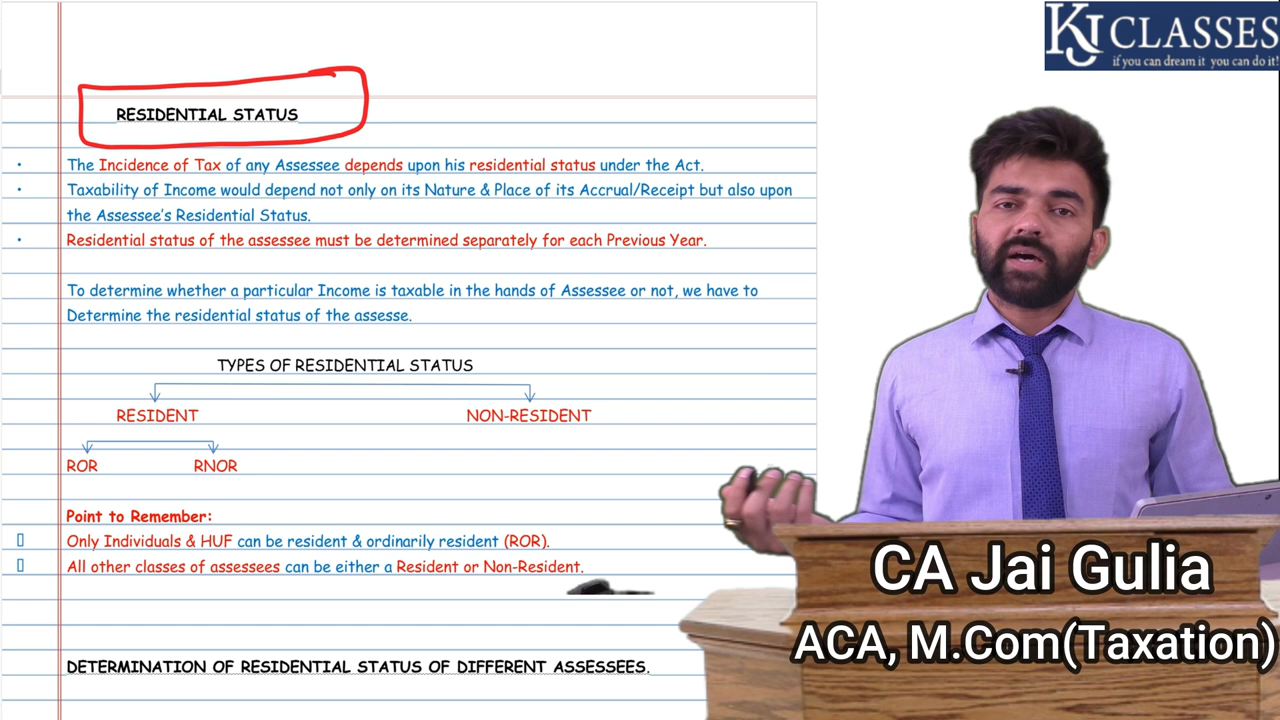 KJ CLASSES
if you can dream it you can do it!
RESIDENTIAL STATUS
• The Incidence of Tax of any Assessee depends upon his residential status under the Act.
• Taxability of Income would depend not only on its Nature & Place of its Accrual/Receipt but also upon
the Assessee's Residential Status.
• Residential status of the assessee must be determined separately for each Previous Year.
To determine whether a particular Income is taxable in the hands of Assessee or not, we have to
Determine the residential status of the assesse.
TYPES OF RESIDENTIAL STATUS
RESIDENT NON-RESIDENT
ROR RNOR
Point to Remember:
Only Individuals & HUF can be resident & ordinarily resident (ROR).
All other classes of assessees can be either a Resident or Non-Resident.
DETERMINATION OF RESIDENTIAL STATUS OF DIFFERENT ASSESSEES.
CA Jai Gulia
ACA, M.Com(Taxation)